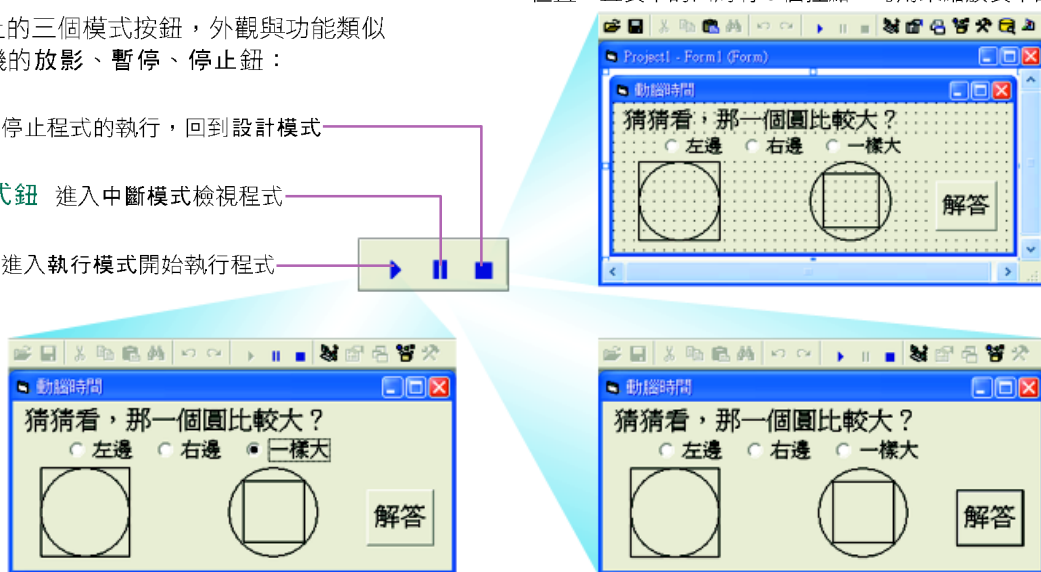 的三個模式按鈕，外觀與功能類似
的放影、暫停、停止鈕：
停止程式的執行，回到設計模式
式鈕 進入中斷模式檢視程式
進入執行模式開始執行程式
Project1 - Form1 (Form)
動腦時間
猜猜看，那一個圓比較大？
左邊 右邊 一樣大
解答
動腦時間
猜猜看，那一個圓比較大？
左邊 右邊 一樣大
解答
動腦時間
猜猜看，那一個圓比較大？
左邊 右邊 一樣大
解答